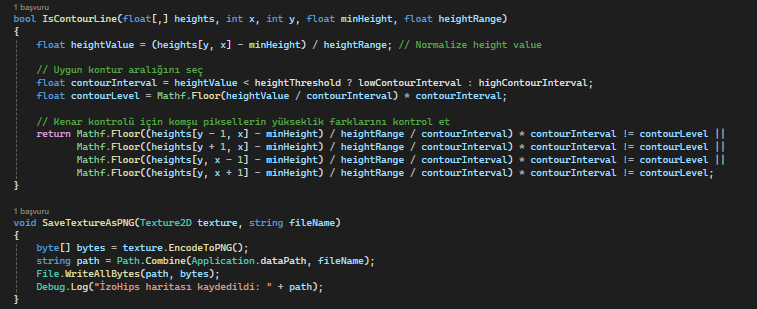 1 başvuru
bool IsContourLine(float[,] heights, int x, int y, float minHeight, float heightRange)
{
float heightValue = (heights[y, x] - minHeight) / heightRange; // Normalize height value
// Uygun kontur aralığını seç
float contourInterval = heightValue < heightThreshold ? lowContourInterval : highContourInterval;
float contourLevel = Mathf.Floor(heightValue / contourInterval) * contourInterval;
// Kenar kontrolü için komşu piksellerin yükseklik farklarını kontrol et
return Mathf.Floor((heights[y - 1, x] - minHeight) / heightRange / contourInterval) * contourInterval != contourLevel ||
Mathf.Floor((heights[y + 1, x] - minHeight) / heightRange / contourInterval) * contourInterval != contourLevel ||
Mathf.Floor((heights[y, x - 1] - minHeight) / heightRange / contourInterval) * contourInterval != contourLevel ||
Mathf.Floor((heights[y, x + 1] - minHeight) / heightRange / contourInterval) * contourInterval != contourLevel;
}
1 başvuru
void SaveTextureAsPNG(Texture2D texture, string fileName)
{
byte[] bytes = texture.EncodeToPNG();
string path = Path.Combine(Application.dataPath, fileName);
File.WriteAllBytes(path, bytes);
Debug.Log("İzoHips haritası kaydedildi: " + path);
}